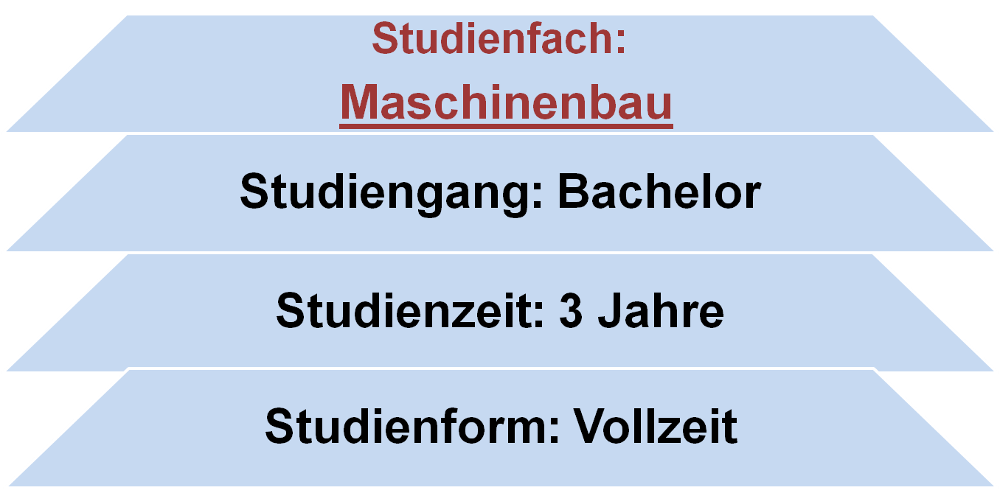 Studienfach:
Maschinenbau
Studiengang: Bachelor
Studienzeit: 3 Jahre
Studienform: Vollzeit